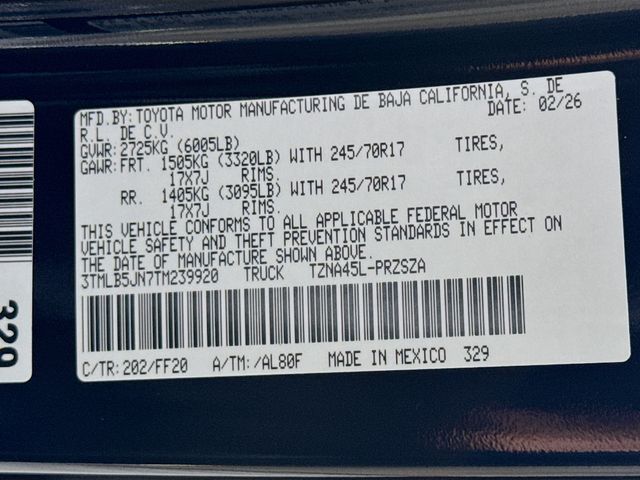 MFD.BY: TOYOTA MOTOR MANUFACTURING DE BAJA CALIFORNIA, S. DE
R.L. DE C.V. DATE: 02/26
GVWR: 2725KG (6005LB)
GAWR: FRT. 1505KG (3320LB) WITH 245/70R17 TIRES,
17X7J RIMS.
RR. 1405KG (3095LB) WITH 245/70R17 TIRES,
17X7J RIMS.
THIS VEHICLE CONFORMS TO ALL APPLICABLE FEDERAL MOTOR
VEHICLE SAFETY AND THEFT PREVENTION STANDARDS IN EFFECT ON
THE DATE OF MANUFACTURE SHOWN ABOVE.
3TMLB5JN7TM239920 TRUCK TZNA45L-PRZSZA
C/TR: 202/FF20 A/TM: /AL80F MADE IN MEXICO 329
329